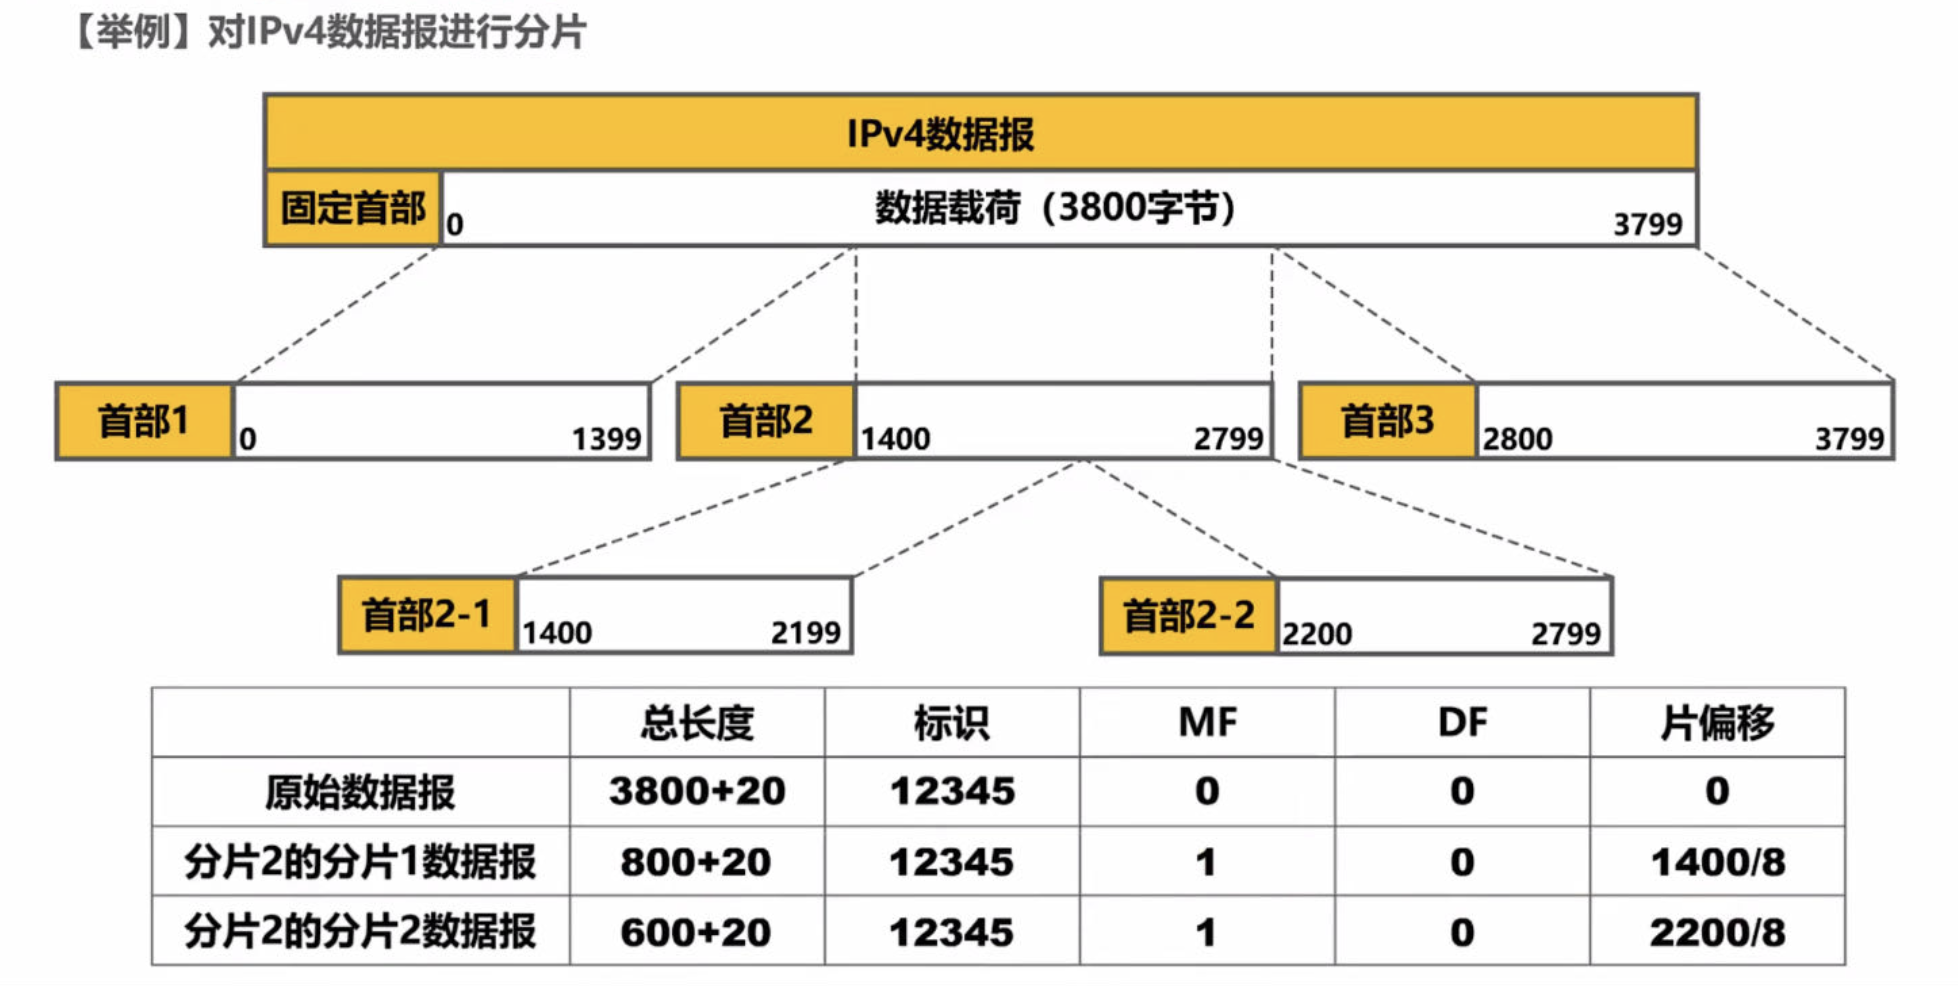 【举例】对IPv4数据报进行分片
IPv4数据报
固定首部 0 数据载荷（3800字节） 3799
首部1 0 1399 首部2 1400 2799 首部3 2800 3799
首部2-1 1400 2199 首部2-2 2200 2799
总长度 标识 MF DF 片偏移
原始数据报 3800+20 12345 0 0 0
分片2的分片1数据报 800+20 12345 1 0 1400/8
分片2的分片2数据报 600+20 12345 1 0 2200/8